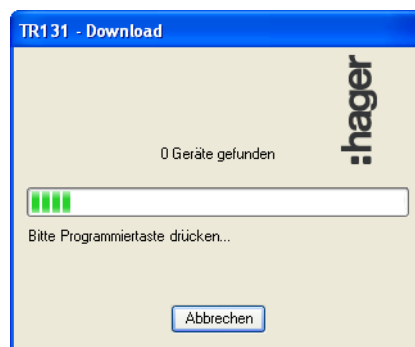 TR131 - Download
:hager
0 Geräte gefunden
Bitte Programmiertaste drücken...
Abbrechen